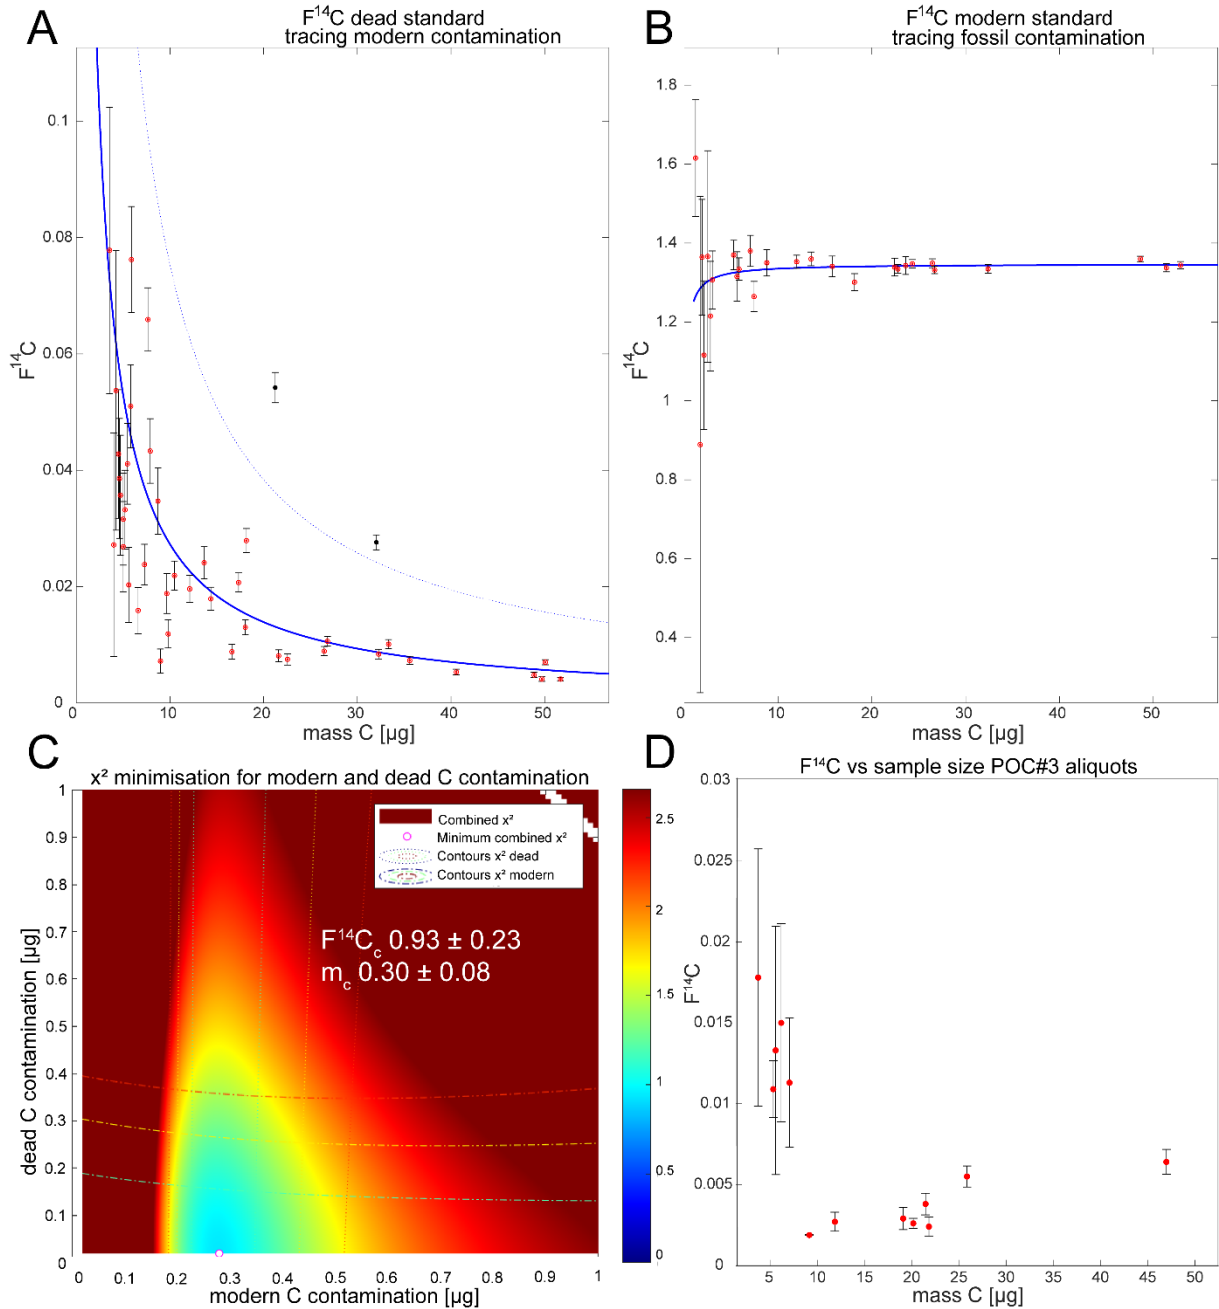 A
F¹⁴C dead standard
tracing modern contamination
0.1
0.08
0.06
0.04
0.02
0
F¹⁴C
0
10
20
30
40
50
mass C [µg]
B
F¹⁴C modern standard
tracing fossil contamination
1.8
1.6
1.4
1.2
1
0.8
0.6
0.4
F¹⁴C
0
10
20
30
40
50
mass C [µg]
C
x² minimisation for modern and dead C contamination
Combined x²
Minimum combined x²
Contours x² dead
Contours x² modern
F¹⁴C_c 0.93 ± 0.23
m_c 0.30 ± 0.08
1
0.9
0.8
0.7
0.6
0.5
0.4
0.3
0.2
0.1
0
dead C contamination [µg]
0
0.1
0.2
0.3
0.4
0.5
0.6
0.7
0.8
0.9
1
modern C contamination [µg]
2.5
2
1.5
1
0.5
0
D
F¹⁴C vs sample size POC#3 aliquots
0.03
0.025
0.02
0.015
0.01
0.005
0
F¹⁴C
5
10
15
20
25
30
35
40
45
50
mass C [µg]